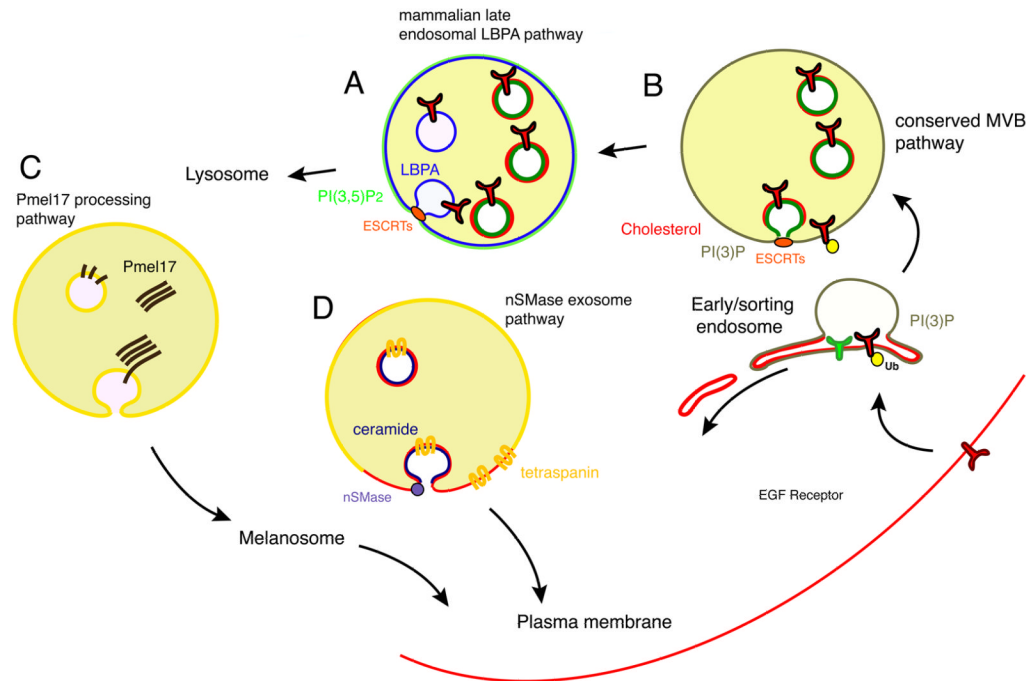 mammalian late
endosomal LBPA pathway
A
B
conserved MVB
pathway
C
Lysosome
LBPA
PI(3,5)P2
ESCRTs
Pmel17 processing
pathway
Cholesterol
PI(3)P
ESCRTs
Pmel17
D
nSMase exosome
pathway
Early/sorting
endosome
PI(3)P
Ub
ceramide
tetraspanin
nSMase
EGF Receptor
Melanosome
Plasma membrane